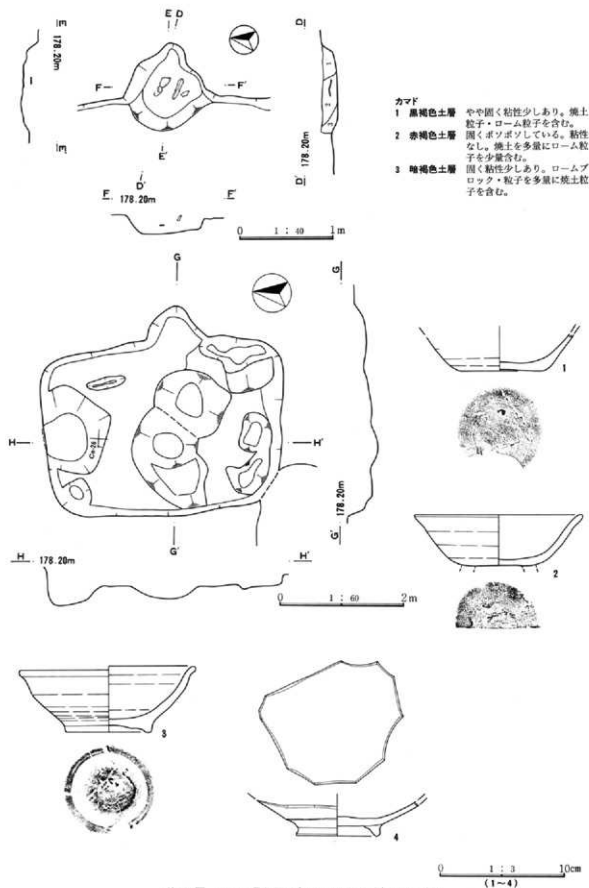 E D
D
E
178.20m
F F'
E'
D'
E
178.20m
D'
F 178.20m F'
0 1 : 40 1m
カマド
1 黒褐色土層 やや固く粘性少しあり。焼土
粒子・ローム粒子を含む。
2 赤褐色土層 固くボソボソしている。粘性
なし。焼土を多量にローム粒
子を少量含む。
3 暗褐色土層 固く粘性少しあり。ロームブ
ロック・粒子を多量に焼土粒
子を含む。
G
G
H H'
G'
178.20m
G'
H 178.20m H'
0 1 : 60 2m
1
2
3
4
0 1 : 3 10cm
(1~4)